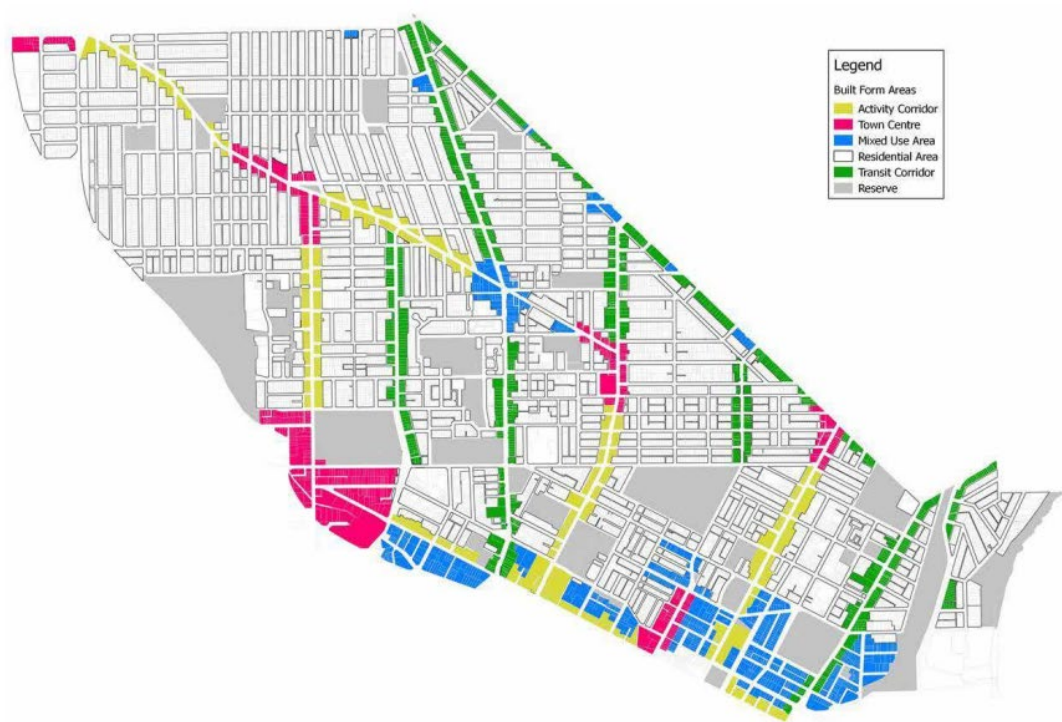 Legend
Built Form Areas
Activity Corridor
Town Centre
Mixed Use Area
Residential Area
Transit Corridor
Reserve